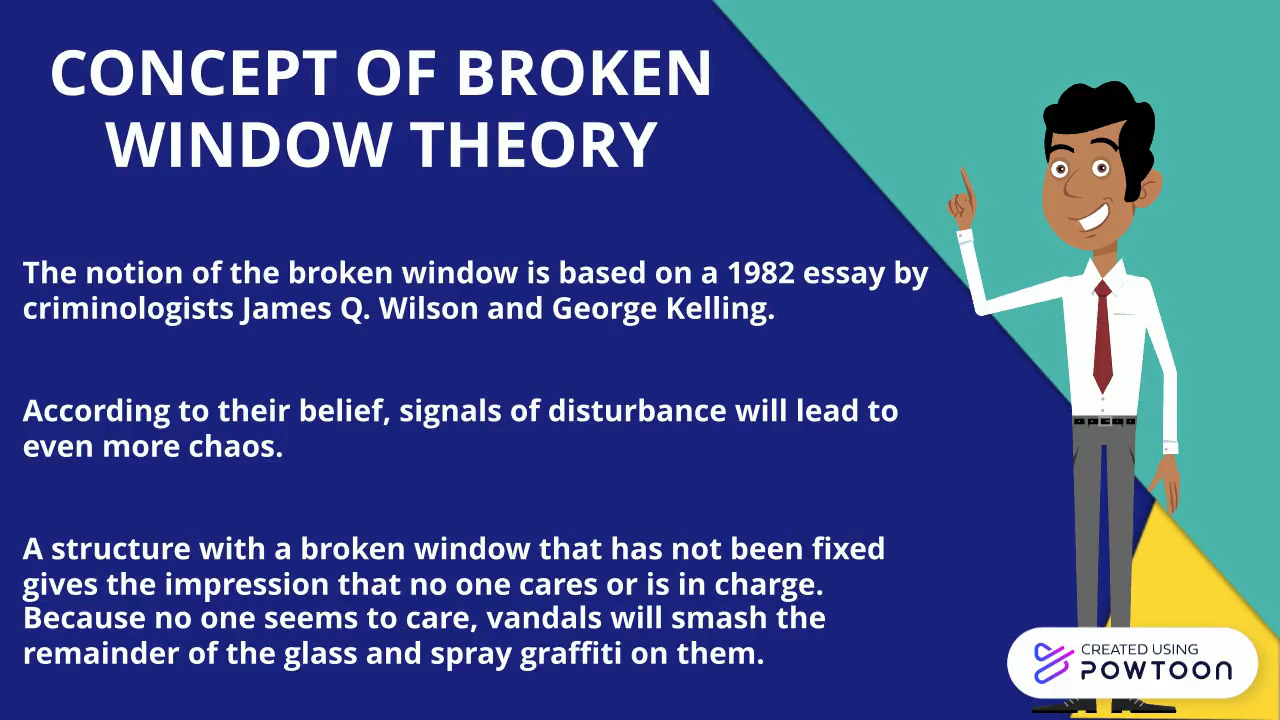 CONCEPT OF BROKEN
WINDOW THEORY
The notion of the broken window is based on a 1982 essay by
criminologists James Q. Wilson and George Kelling.
According to their belief, signals of disturbance will lead to
even more chaos.
A structure with a broken window that has not been fixed
gives the impression that no one cares or is in charge.
Because no one seems to care, vandals will smash the
remainder of the glass and spray graffiti on them.
CREATED USING
POWTOON